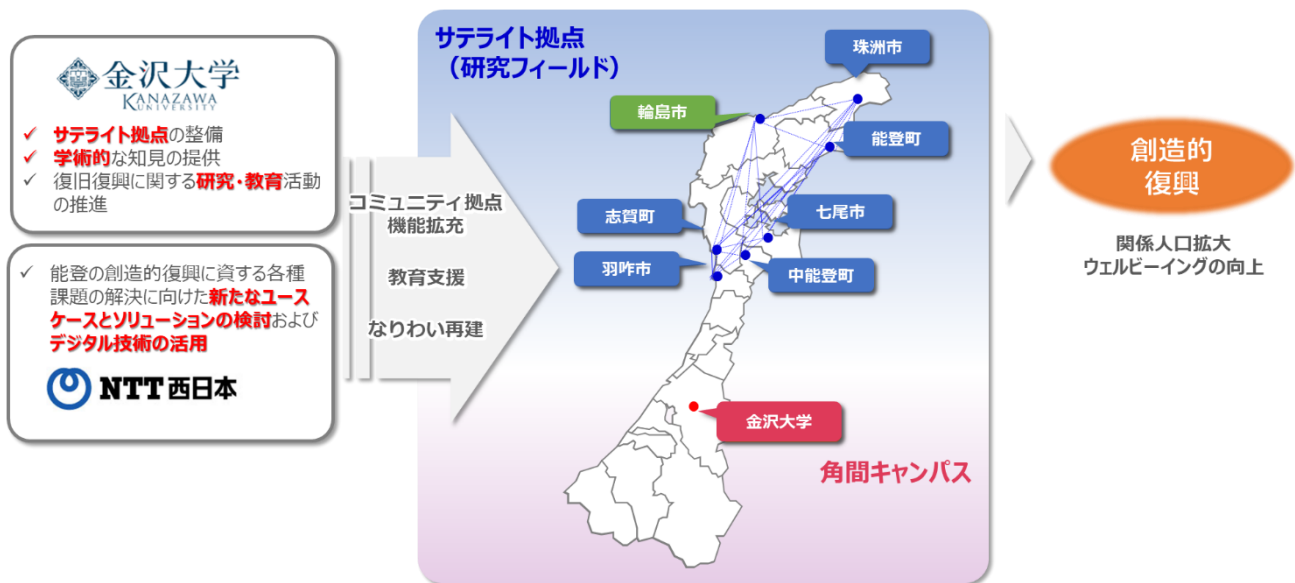 金沢大学
KANAZAWA
UNIVERSITY
✓ サテライト拠点の整備
✓ 学術的な知見の提供
✓ 復旧復興に関する研究・教育活動
の推進
✓ 能登の創造的復興に資する各種
課題の解決に向けた新たなユース
ケースとソリューションの検討および
デジタル技術の活用
NTT西日本
コミュニティ拠点
機能拡充
教育支援
なりわい再建
サテライト拠点
（研究フィールド）
珠洲市
輪島市
能登町
志賀町
七尾市
羽咋市
中能登町
金沢大学
角間キャンパス
創造的
復興
関係人口拡大
ウェルビーイングの向上